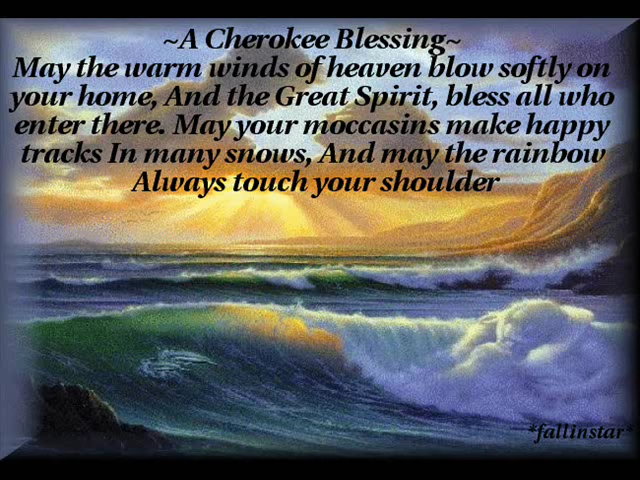 ~A Cherokee Blessing~
May the warm winds of heaven blow softly on
your home, And the Great Spirit, bless all who
enter there. May your moccasins make happy
tracks In many snows, And may the rainbow
Always touch your shoulder
*fallinstar*